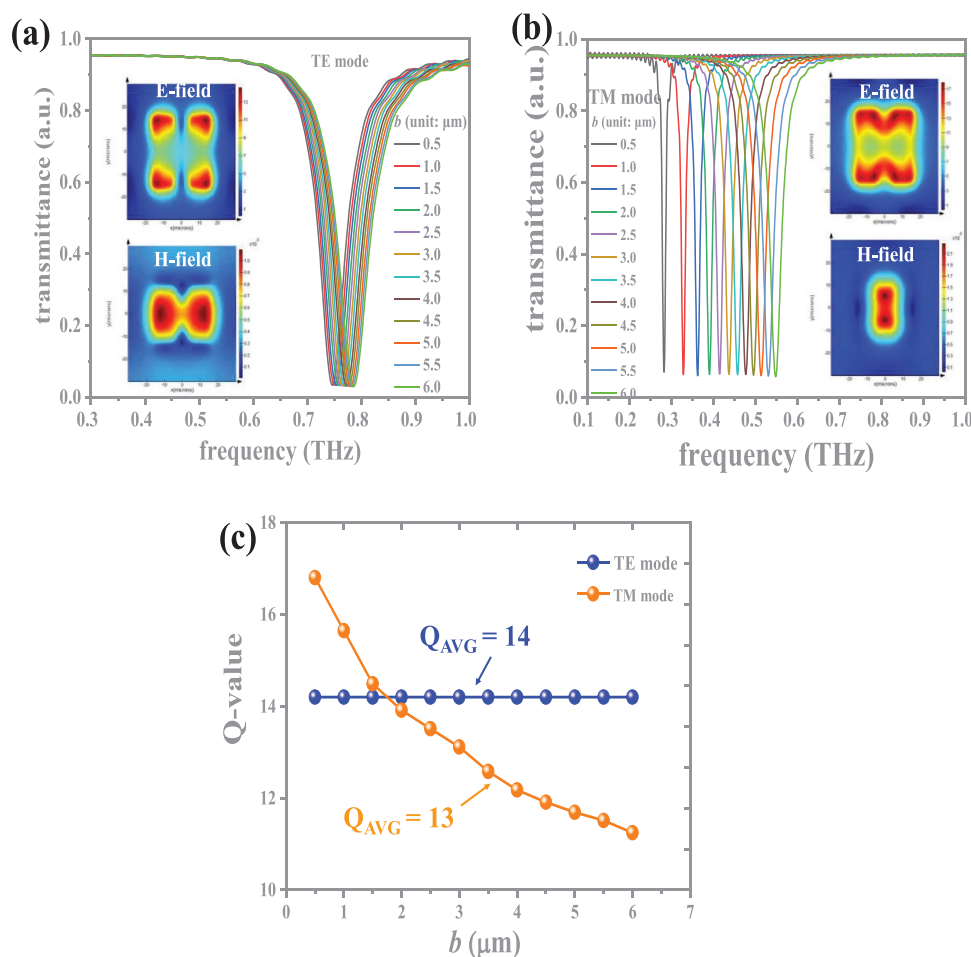 (a)
transmittance (a.u.)
1.0
0.8
0.6
0.4
0.2
0.0
TE mode
E-field
H-field
b (unit: μm)
0.5
1.0
1.5
2.0
2.5
3.0
3.5
4.0
4.5
5.0
5.5
6.0
0.3 0.4 0.5 0.6 0.7 0.8 0.9 1.0
frequency (THz)
(b)
transmittance (a.u.)
1.0
0.8
0.6
0.4
0.2
0.0
TM mode
b (unit: μm)
0.5
1.0
1.5
2.0
2.5
3.0
3.5
4.0
4.5
5.0
5.5
6.0
E-field
H-field
0.1 0.2 0.3 0.4 0.5 0.6 0.7 0.8 0.9 1.0
frequency (THz)
(c)
Q-value
18
16
14
12
10
TE mode
TM mode
Q_AVG = 14
Q_AVG = 13
0 1 2 3 4 5 6 7
b (μm)